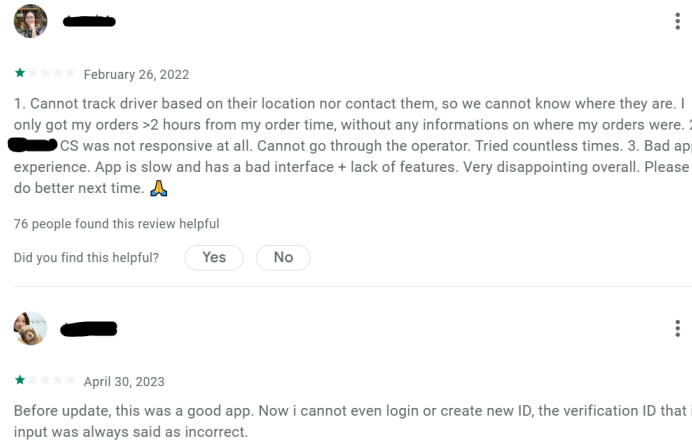 February 26, 2022
1. Cannot track driver based on their location nor contact them, so we cannot know where they are. I
only got my orders >2 hours from my order time, without any informations on where my orders were. 2
CS was not responsive at all. Cannot go through the operator. Tried countless times. 3. Bad app
experience. App is slow and has a bad interface + lack of features. Very disappointing overall. Please
do better next time. 🙏
76 people found this review helpful
Did you find this helpful? Yes No
April 30, 2023
Before update, this was a good app. Now i cannot even login or create new ID, the verification ID that i
input was always said as incorrect.